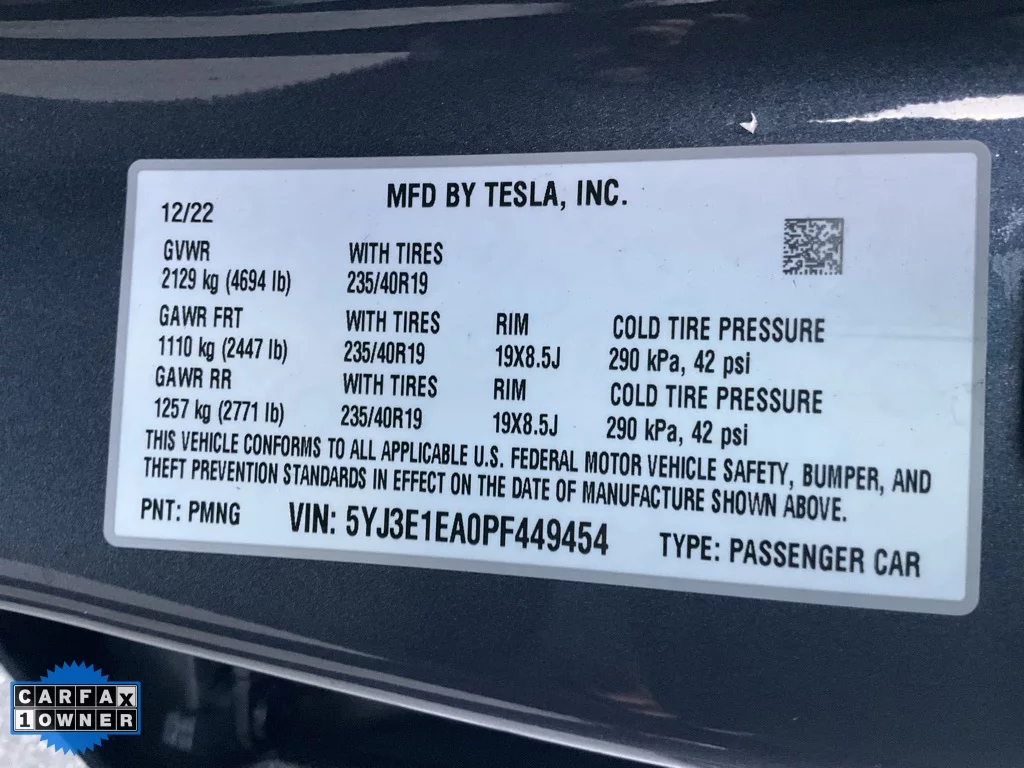 MFD BY TESLA, INC.
12/22
GVWR WITH TIRES
2129 kg (4694 lb) 235/40R19
GAWR FRT WITH TIRES RIM COLD TIRE PRESSURE
1110 kg (2447 lb) 235/40R19 19X8.5J 290 kPa, 42 psi
GAWR RR WITH TIRES RIM COLD TIRE PRESSURE
1257 kg (2771 lb) 235/40R19 19X8.5J 290 kPa, 42 psi
THIS VEHICLE CONFORMS TO ALL APPLICABLE U.S. FEDERAL MOTOR VEHICLE SAFETY, BUMPER, AND
THEFT PREVENTION STANDARDS IN EFFECT ON THE DATE OF MANUFACTURE SHOWN ABOVE.
PNT: PMNG VIN: 5YJ3E1EA0PF449454 TYPE: PASSENGER CAR
CARFAX
1 OWNER